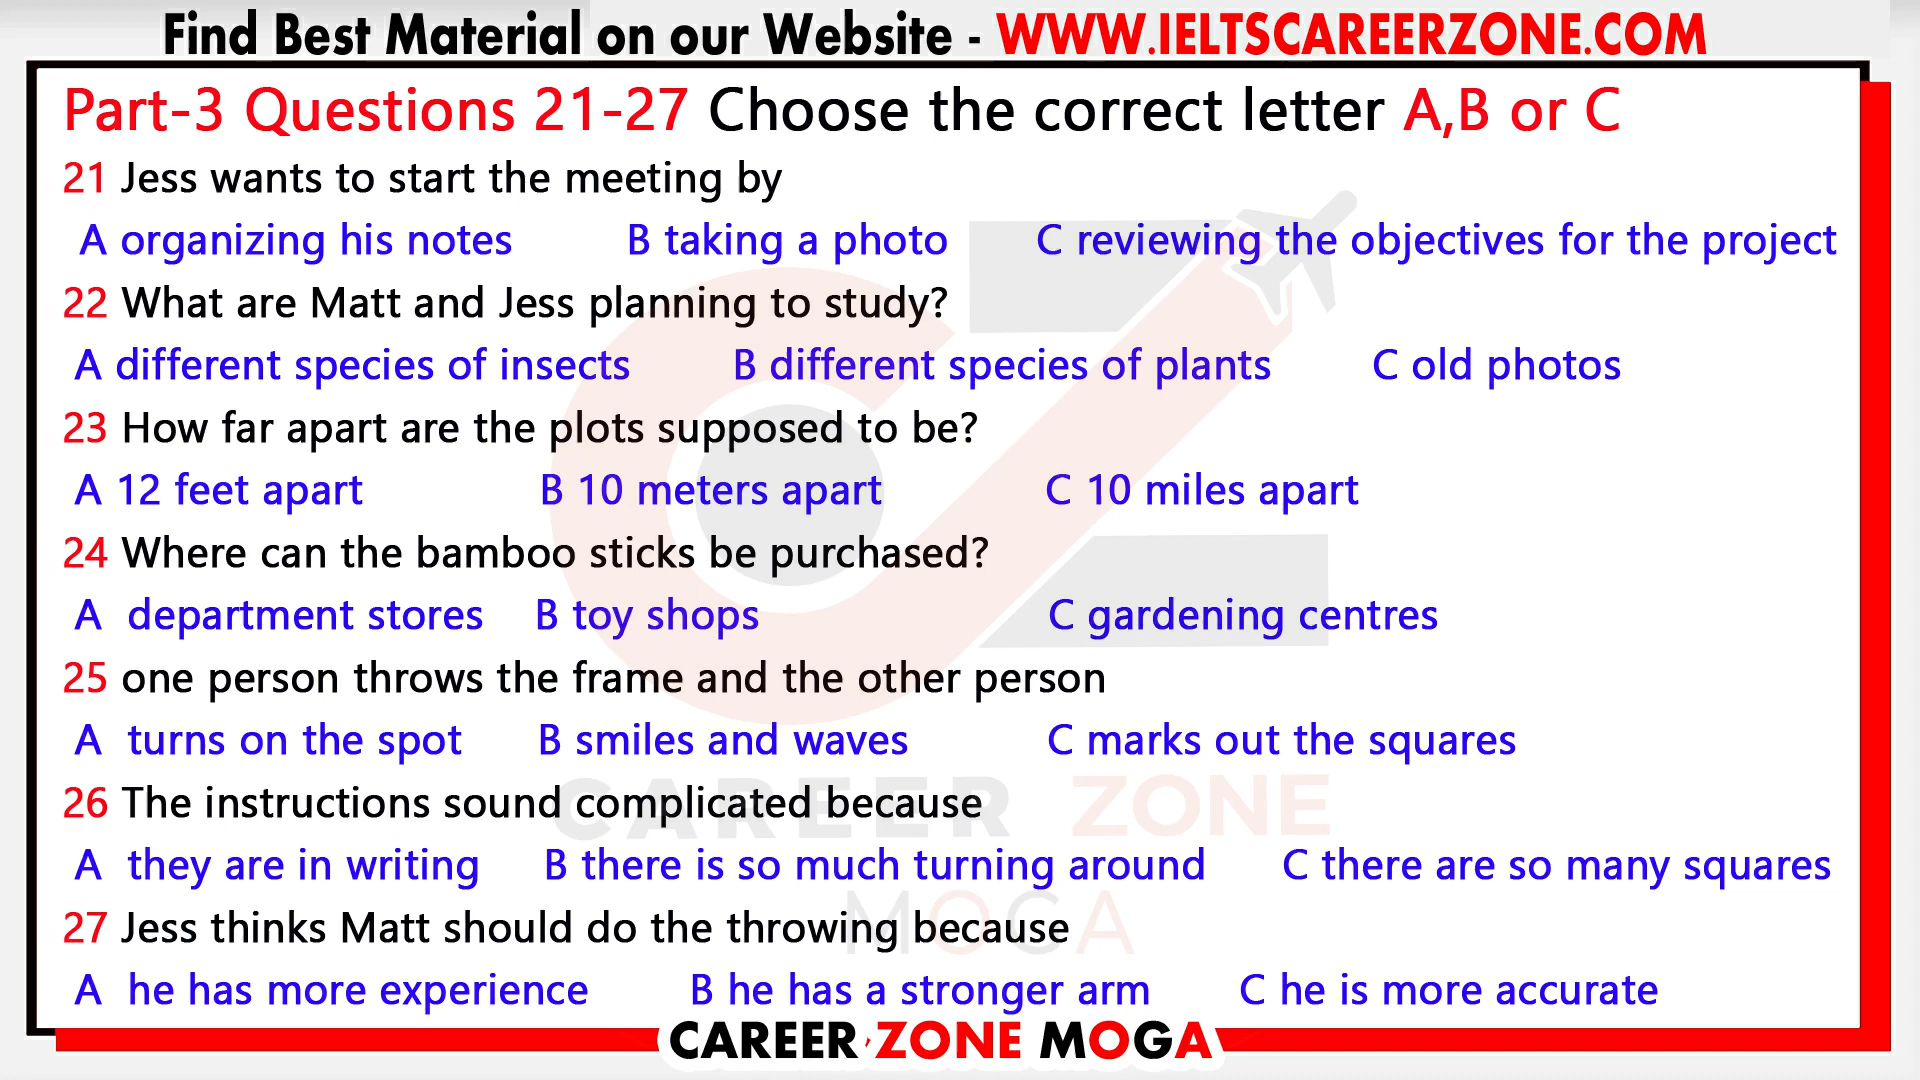 Find Best Material on our Website - WWW.IELTSCAREERZONE.COM
Part-3 Questions 21-27 Choose the correct letter A,B or C
21 Jess wants to start the meeting by
A organizing his notes B taking a photo C reviewing the objectives for the project
22 What are Matt and Jess planning to study?
A different species of insects B different species of plants C old photos
23 How far apart are the plots supposed to be?
A 12 feet apart B 10 meters apart C 10 miles apart
24 Where can the bamboo sticks be purchased?
A department stores B toy shops C gardening centres
25 one person throws the frame and the other person
A turns on the spot B smiles and waves C marks out the squares
CAREER ZONE
26 The instructions sound complicated because
A they are in writing B there is so much turning around C there are so many squares
MOGA
27 Jess thinks Matt should do the throwing because
A he has more experience B he has a stronger arm C he is more accurate
CAREER ZONE MOGA